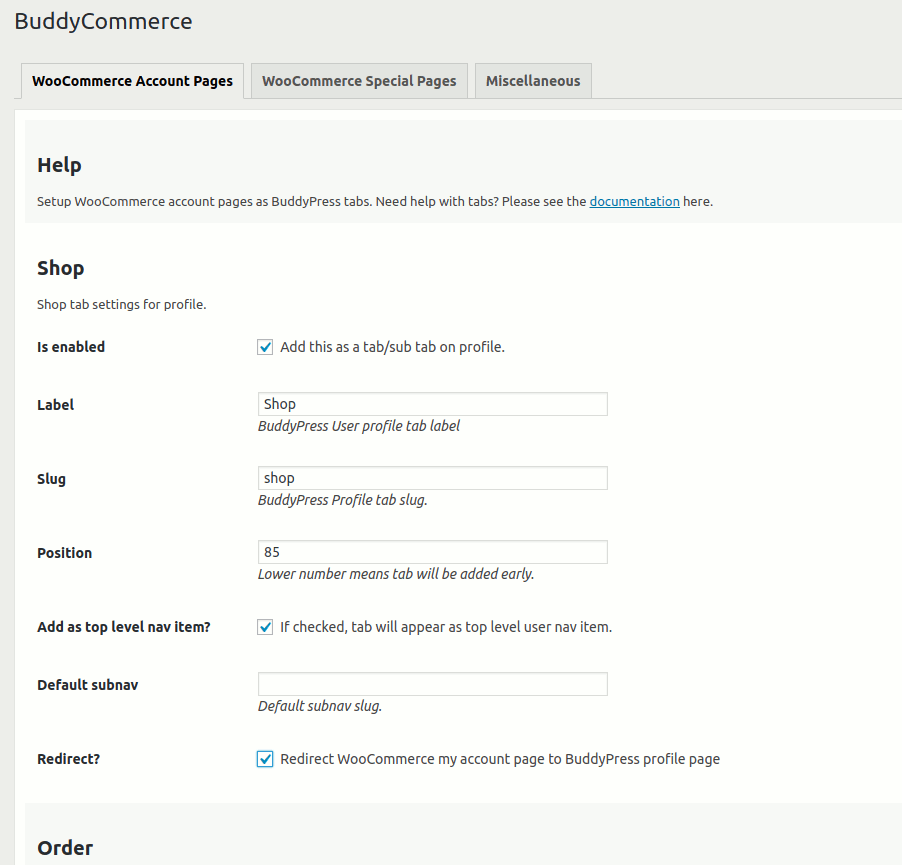 BuddyCommerce
WooCommerce Account Pages
WooCommerce Special Pages
Miscellaneous
Help
Setup WooCommerce account pages as BuddyPress tabs. Need help with tabs? Please see the documentation here.
Shop
Shop tab settings for profile.
Is enabled
Add this as a tab/sub tab on profile.
Label
Shop
BuddyPress User profile tab label
Slug
shop
BuddyPress Profile tab slug.
Position
85
Lower number means tab will be added early.
Add as top level nav item?
If checked, tab will appear as top level user nav item.
Default subnav
Default subnav slug.
Redirect?
Redirect WooCommerce my account page to BuddyPress profile page
Order